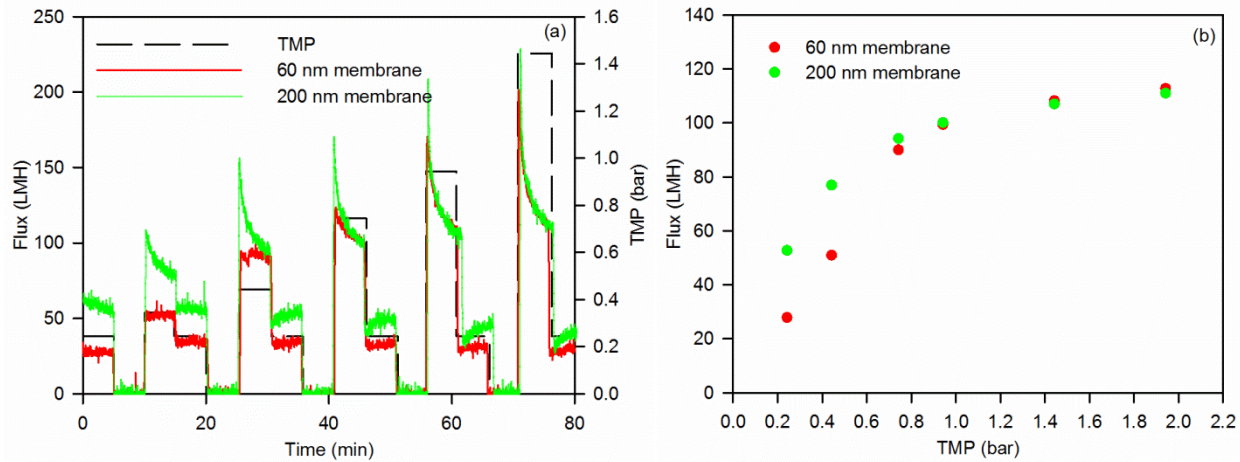 (a)
TMP
60 nm membrane
200 nm membrane
250
200
150
100
50
0
Flux (LMH)
1.6
1.4
1.2
1.0
0.8
0.6
0.4
0.2
0.0
TMP (bar)
0 20 40 60 80
Time (min)
(b)
60 nm membrane
200 nm membrane
140
120
100
80
60
40
20
0
Flux (LMH)
0.0 0.2 0.4 0.6 0.8 1.0 1.2 1.4 1.6 1.8 2.0 2.2
TMP (bar)